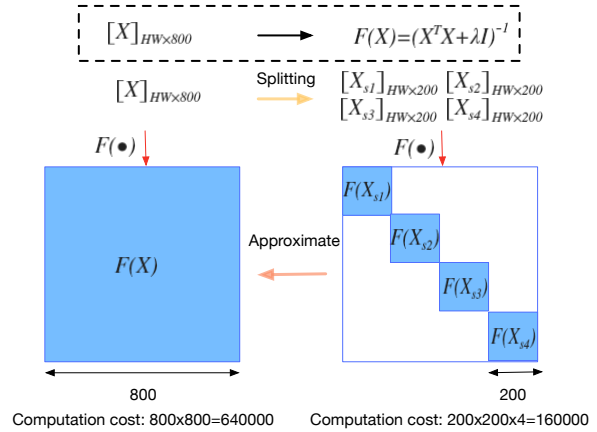 [X]HW×800 F(X)=(XᵀX+λI)⁻¹
[X]HW×800 Splitting [Xs1]HW×200 [Xs2]HW×200
[Xs3]HW×200 [Xs4]HW×200
F(●) F(●)
F(X)
Approximate
F(Xs1)
F(Xs2)
F(Xs3)
F(Xs4)
800 200
Computation cost: 800x800=640000 Computation cost: 200x200x4=160000